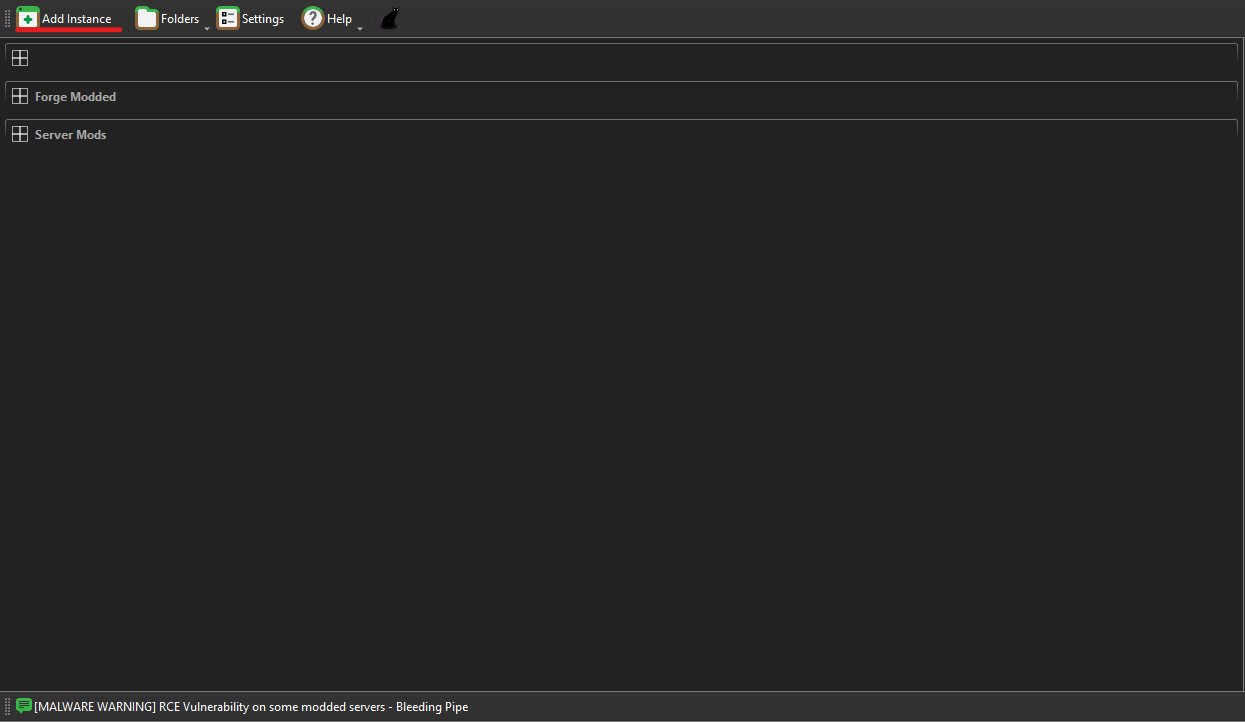 Add Instance Folders Settings Help
Forge Modded
Server Mods
[MALWARE WARNING] RCE Vulnerability on some modded servers - Bleeding Pipe